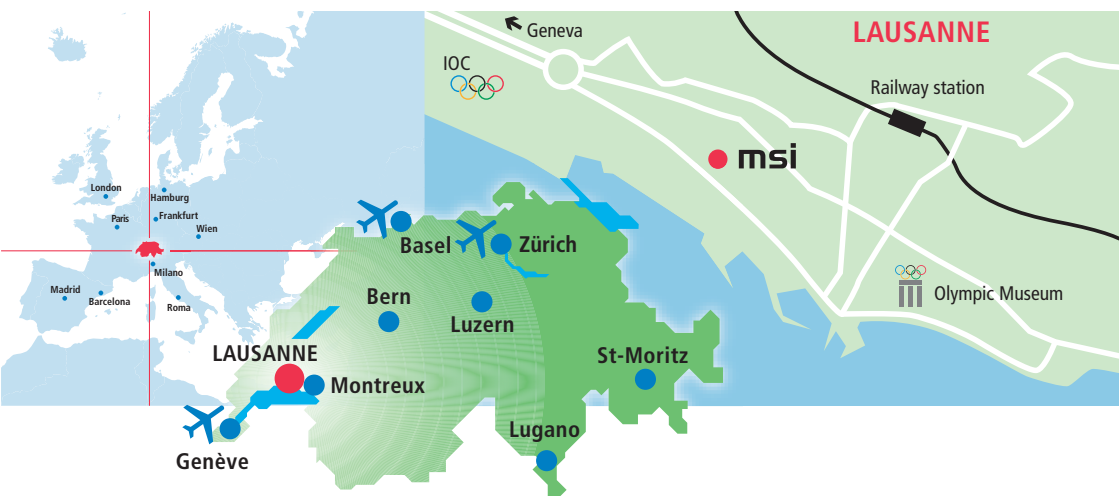 Geneva
LAUSANNE
IOC
Railway station
msi
London
Hamburg
Paris
Frankfurt
Wien
Basel
Zürich
Milano
Madrid
Barcelona
Roma
Olympic Museum
Bern
Luzern
LAUSANNE
St-Moritz
Montreux
Lugano
Genève